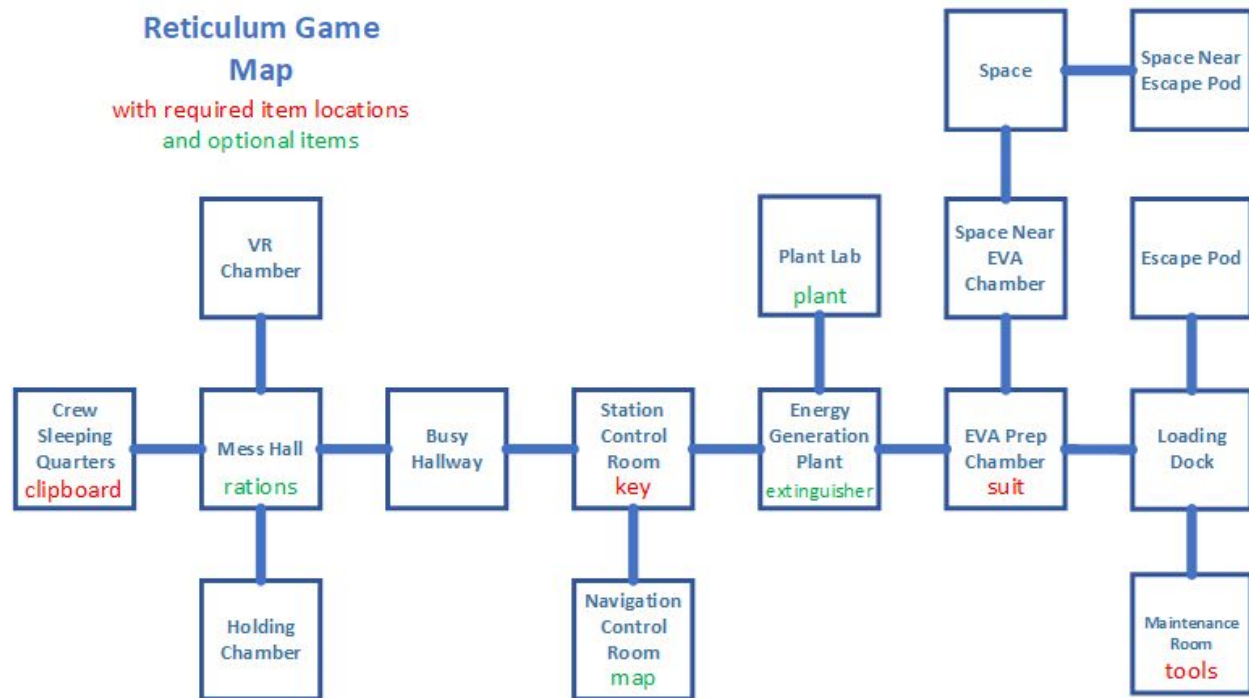 Reticulum Game
Map
with required item locations
and optional items
Space
Space Near
Escape Pod
VR
Chamber
Plant Lab
plant
Space Near
EVA
Chamber
Escape Pod
Crew
Sleeping
Quarters
clipboard
Mess Hall
rations
Busy
Hallway
Station
Control
Room
key
Energy
Generation
Plant
extinguisher
EVA Prep
Chamber
suit
Loading
Dock
Holding
Chamber
Navigation
Control
Room
map
Maintenance
Room
tools